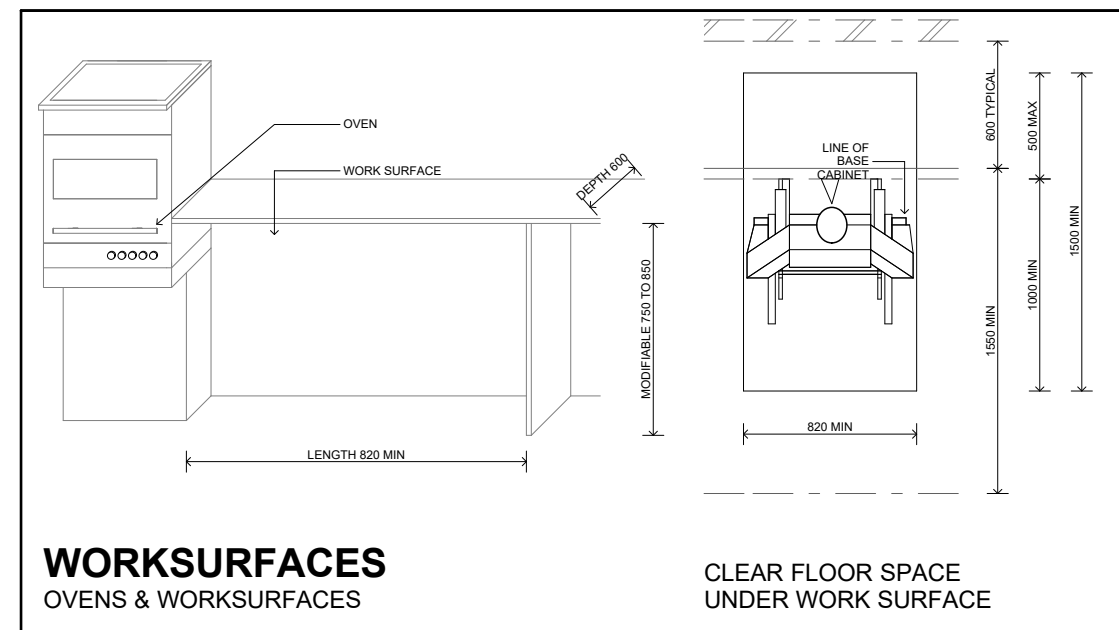 OVEN
WORK SURFACE
DEPTH 600
MODIFIABLE 750 TO 850
LENGTH 820 MIN
WORKSURFACES
OVENS & WORKSURFACES
LINE OF
BASE
CABINET
600 TYPICAL
500 MAX
1550 MIN
1000 MIN
1500 MIN
820 MIN
CLEAR FLOOR SPACE
UNDER WORK SURFACE